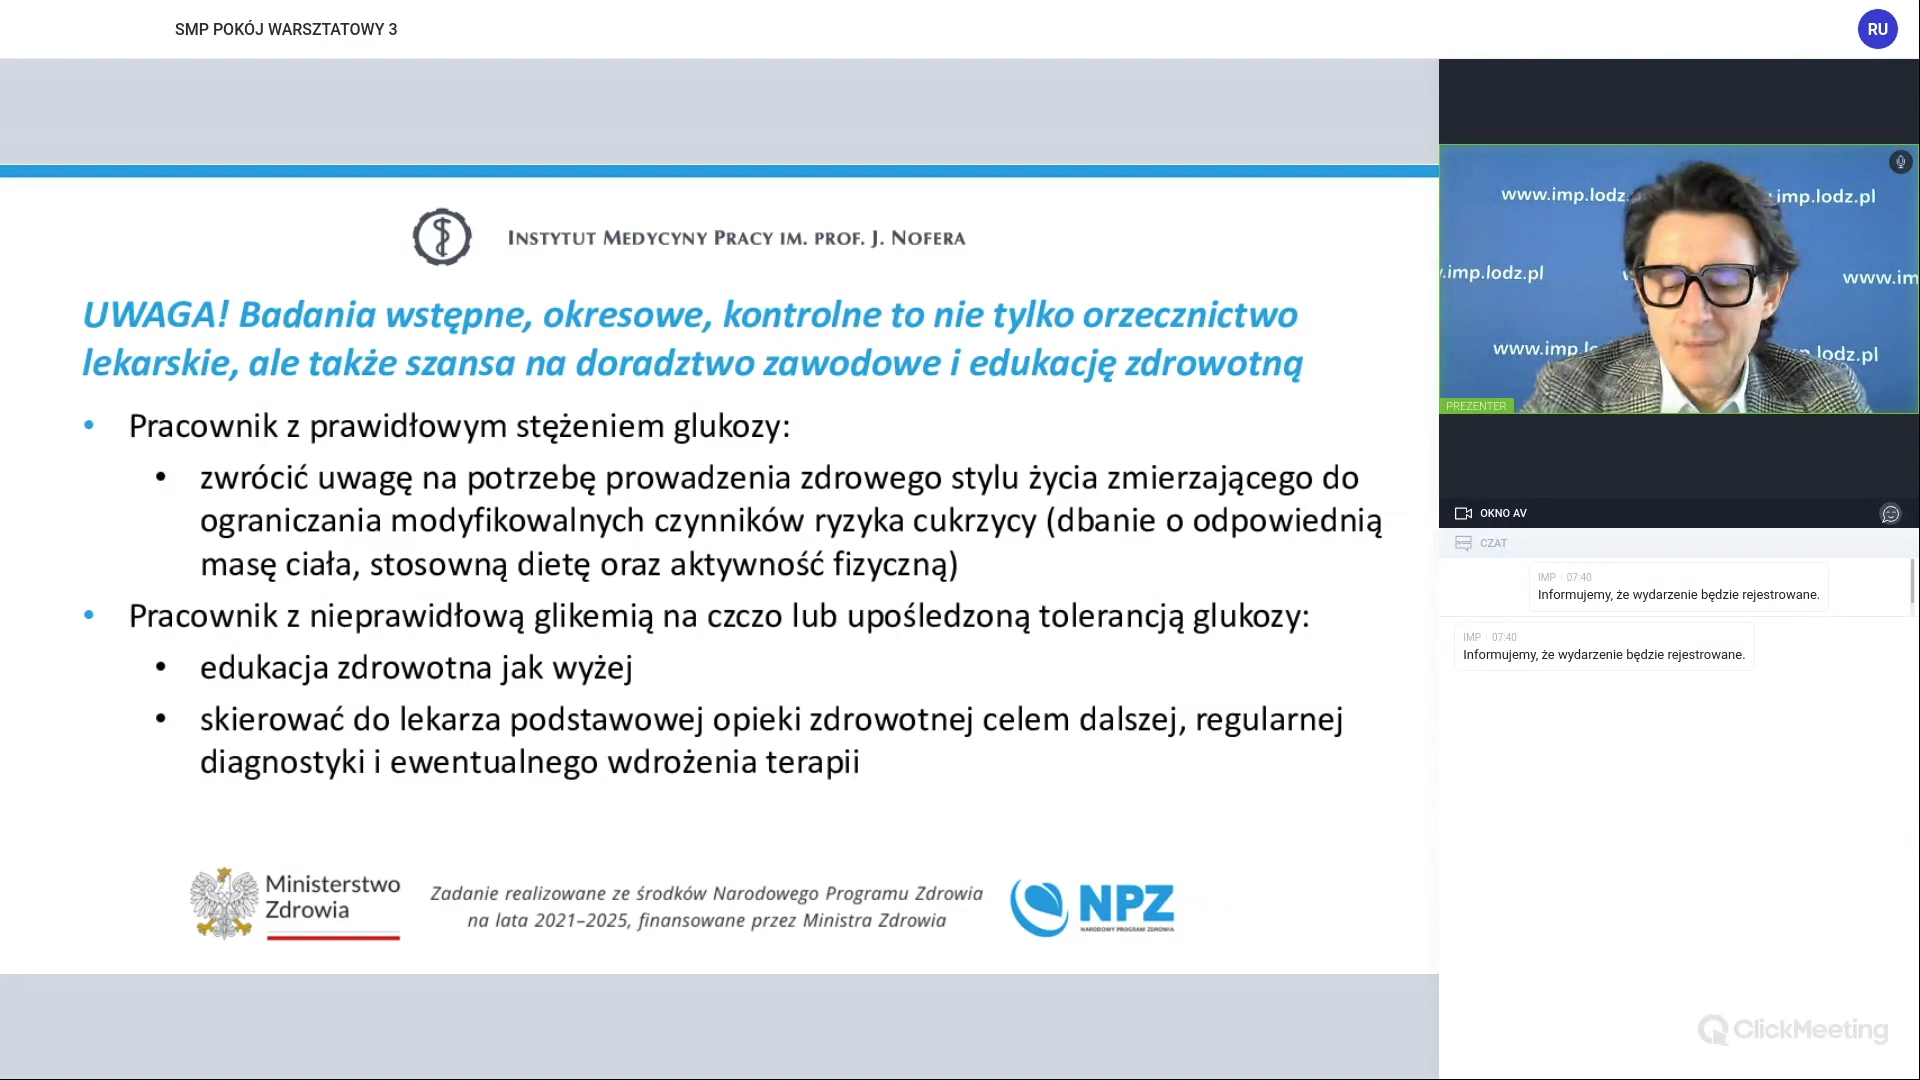 SMP POKÓJ WARSZTATOWY 3
RU
INSTYTUT MEDYCYNY PRACY IM. PROF. J. NOFERA
UWAGA! Badania wstępne, okresowe, kontrolne to nie tylko orzecznictwo
lekarskie, ale także szansa na doradztwo zawodowe i edukację zdrowotną
• Pracownik z prawidłowym stężeniem glukozy:
• zwrócić uwagę na potrzebę prowadzenia zdrowego stylu życia zmierzającego do
ograniczania modyfikowalnych czynników ryzyka cukrzycy (dbanie o odpowiednią
masę ciała, stosowną dietę oraz aktywność fizyczną)
• Pracownik z nieprawidłową glikemią na czczo lub upośledzoną tolerancją glukozy:
• edukacja zdrowotna jak wyżej
• skierować do lekarza podstawowej opieki zdrowotnej celem dalszej, regularnej
diagnostyki i ewentualnego wdrożenia terapii
Ministerstwo
Zdrowia
Zadanie realizowane ze środków Narodowego Programu Zdrowia
na lata 2021–2025, finansowane przez Ministra Zdrowia
NPZ
NARODOWY PROGRAM ZDROWIA
www.imp.lodz. imp.lodz.pl
.imp.lodz.pl www.im
www.imp.lo lodz.pl
PREZENTER
OKNO AV
CZAT
IMP 07:40
Informujemy, że wydarzenie będzie rejestrowane.
IMP 07:40
Informujemy, że wydarzenie będzie rejestrowane.
ClickMeeting